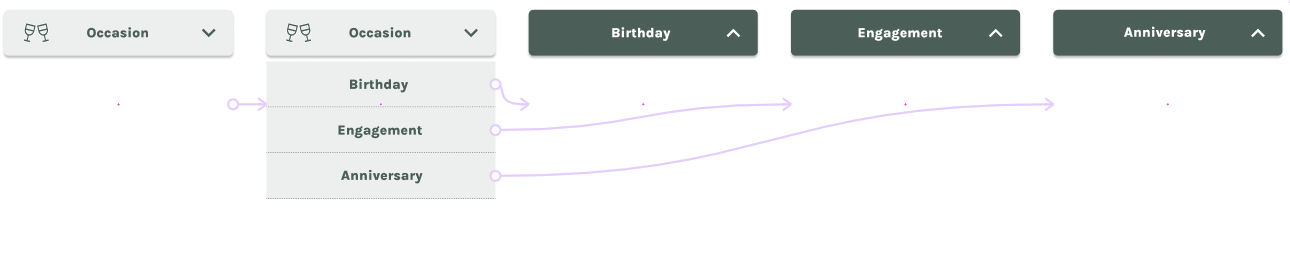 Occasion
Occasion
Birthday
Engagement
Anniversary
Birthday
Engagement
Anniversary